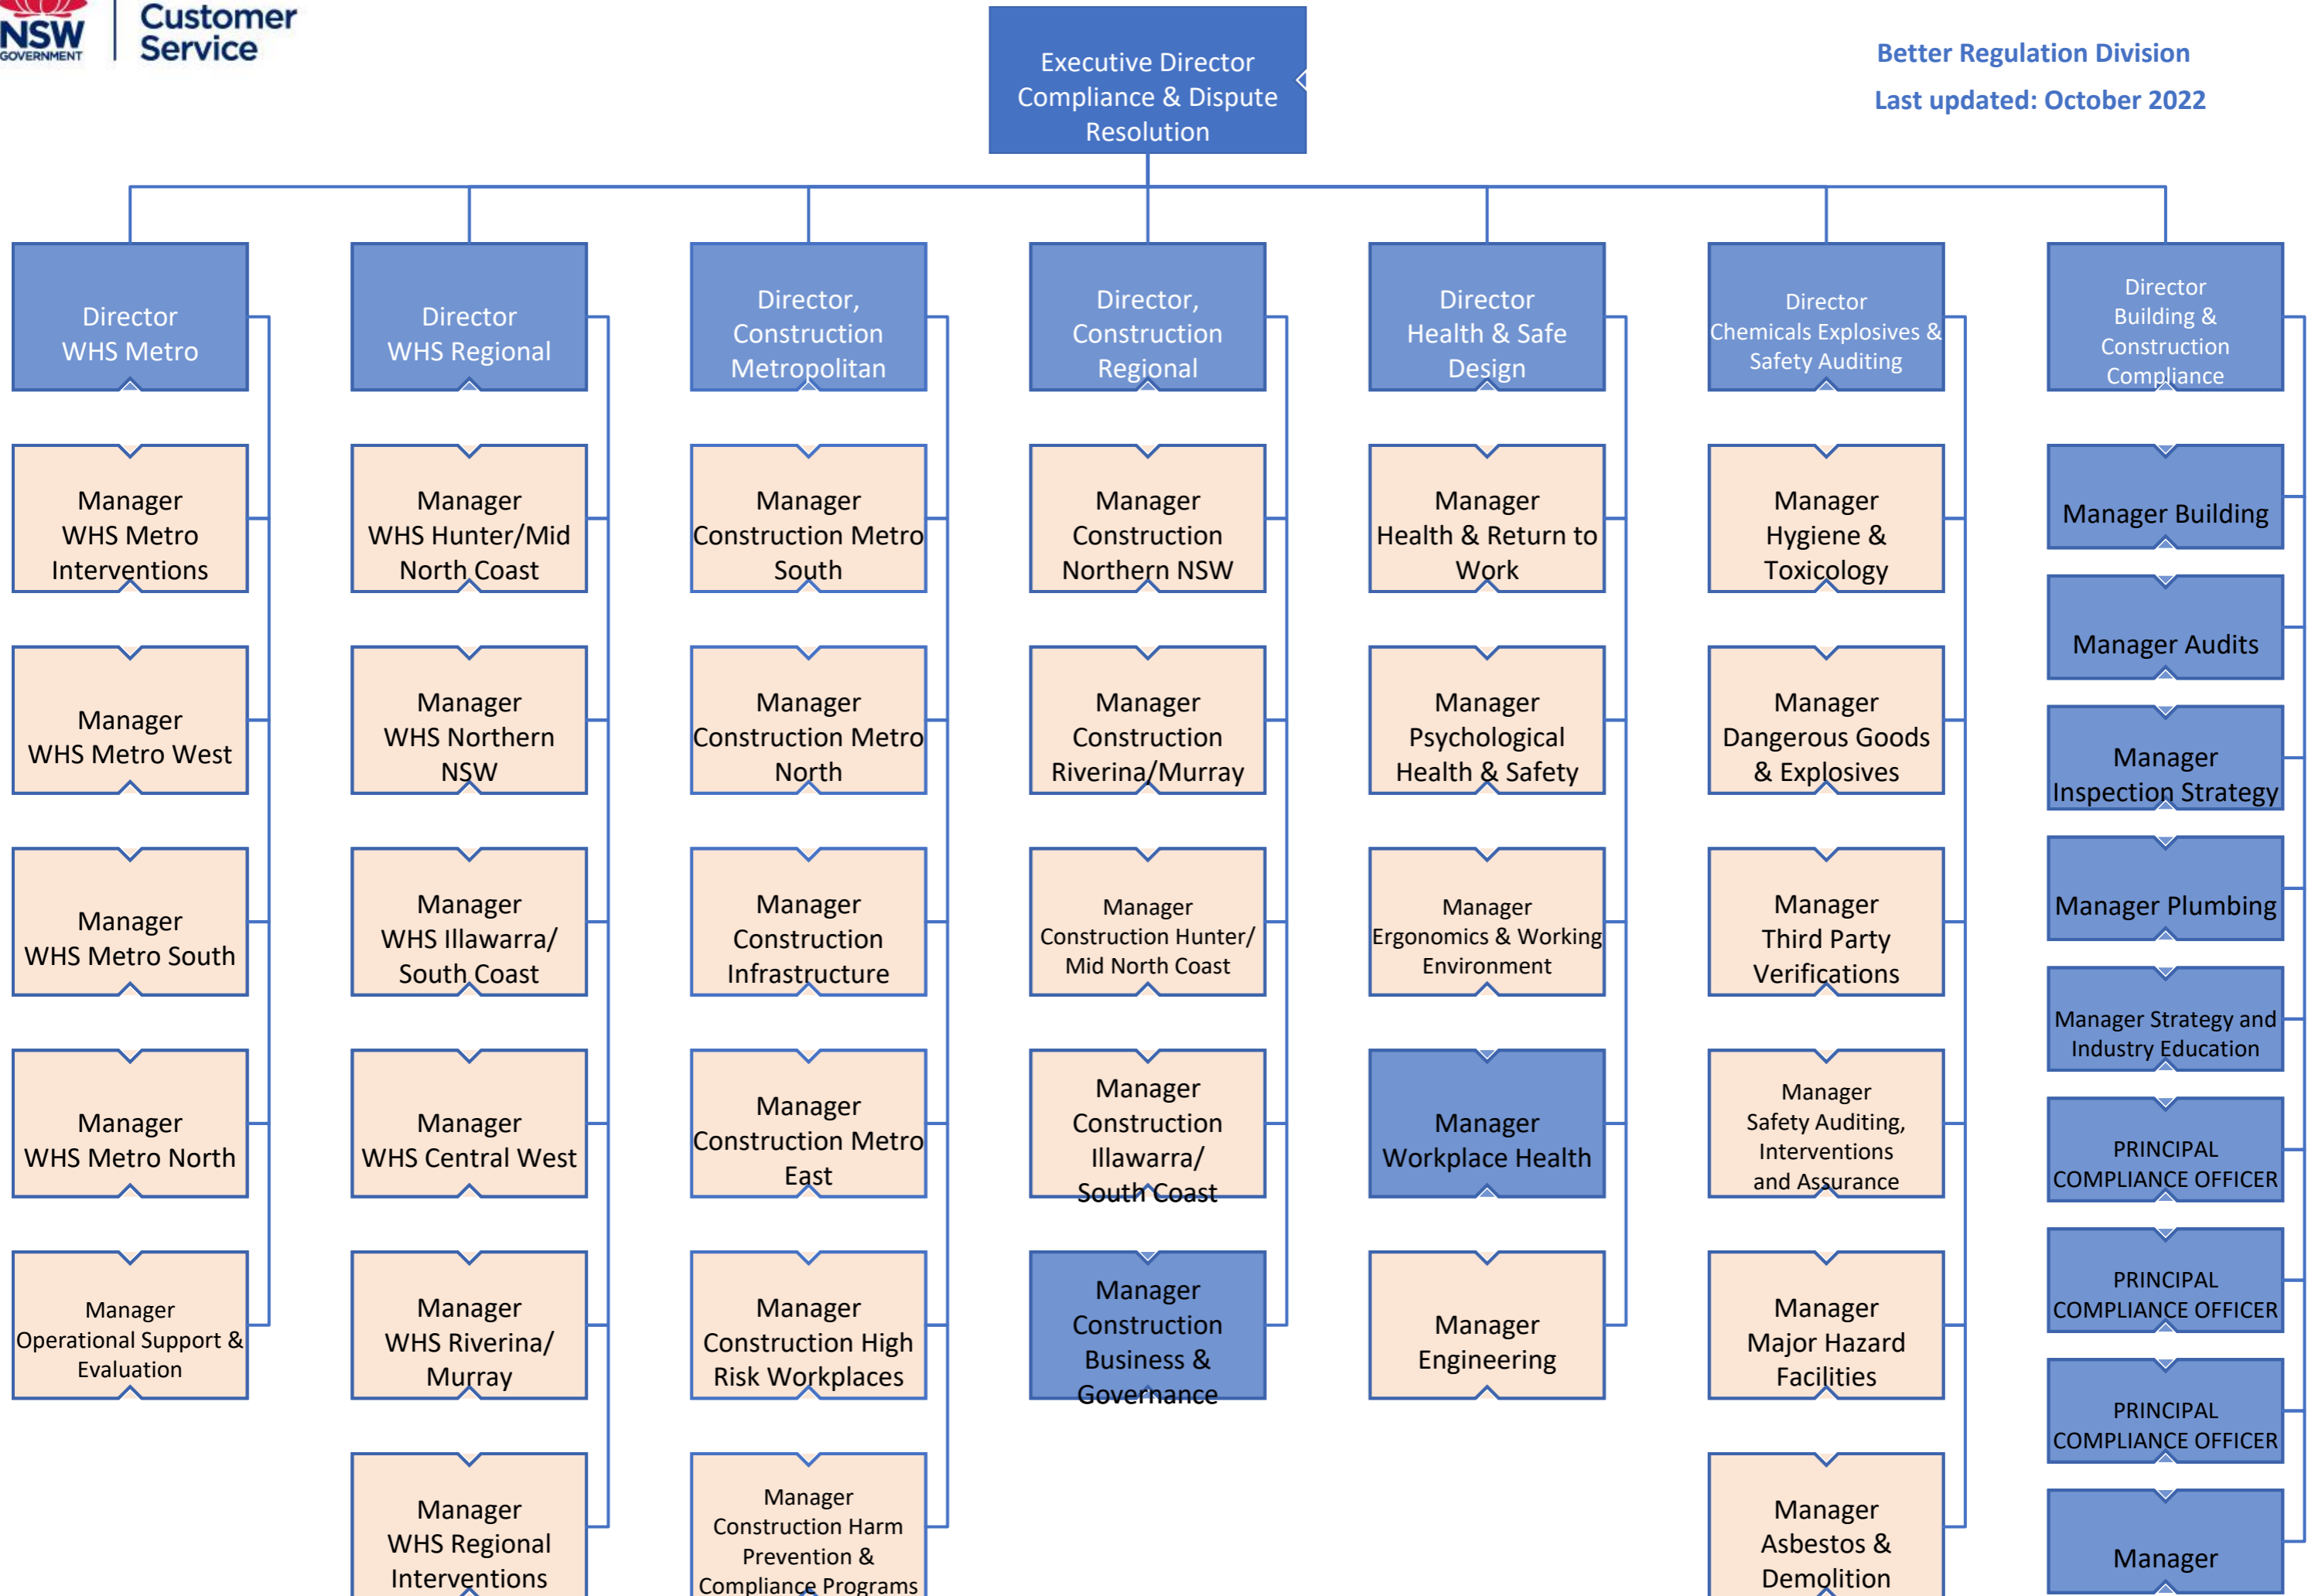 NSW
GOVERNMENT
Customer
Service
Executive Director
Compliance & Dispute
Resolution
Better Regulation Division
Last updated: October 2022
Director
WHS Metro
Director
WHS Regional
Director,
Construction
Metropolitan
Director,
Construction
Regional
Director
Health & Safe
Design
Director
Chemicals Explosives &
Safety Auditing
Director
Building &
Construction
Compliance
Manager
WHS Metro
Interventions
Manager
WHS Metro West
Manager
WHS Metro South
Manager
WHS Metro North
Manager
Operational Support &
Evaluation
Manager
WHS Hunter/Mid
North Coast
Manager
WHS Northern
NSW
Manager
WHS Illawarra/
South Coast
Manager
WHS Central West
Manager
WHS Riverina/
Murray
Manager
WHS Regional
Interventions
Manager
Construction Metro
South
Manager
Construction Metro
North
Manager
Construction
Infrastructure
Manager
Construction Metro
East
Manager
Construction High
Risk Workplaces
Manager
Construction Harm
Prevention &
Compliance Programs
Manager
Construction
Northern NSW
Manager
Construction
Riverina/Murray
Manager
Construction Hunter/
Mid North Coast
Manager
Construction
Illawarra/
South Coast
Manager
Construction
Business &
Governance
Manager
Health & Return to
Work
Manager
Psychological
Health & Safety
Manager
Ergonomics & Working
Environment
Manager
Workplace Health
Manager
Engineering
Manager
Hygiene &
Toxicology
Manager
Dangerous Goods
& Explosives
Manager
Third Party
Verifications
Manager
Safety Auditing,
Interventions
and Assurance
Manager
Major Hazard
Facilities
Manager
Asbestos &
Demolition
Manager Building
Manager Audits
Manager
Inspection Strategy
Manager Plumbing
Manager Strategy and
Industry Education
PRINCIPAL
COMPLIANCE OFFICER
PRINCIPAL
COMPLIANCE OFFICER
PRINCIPAL
COMPLIANCE OFFICER
Manager